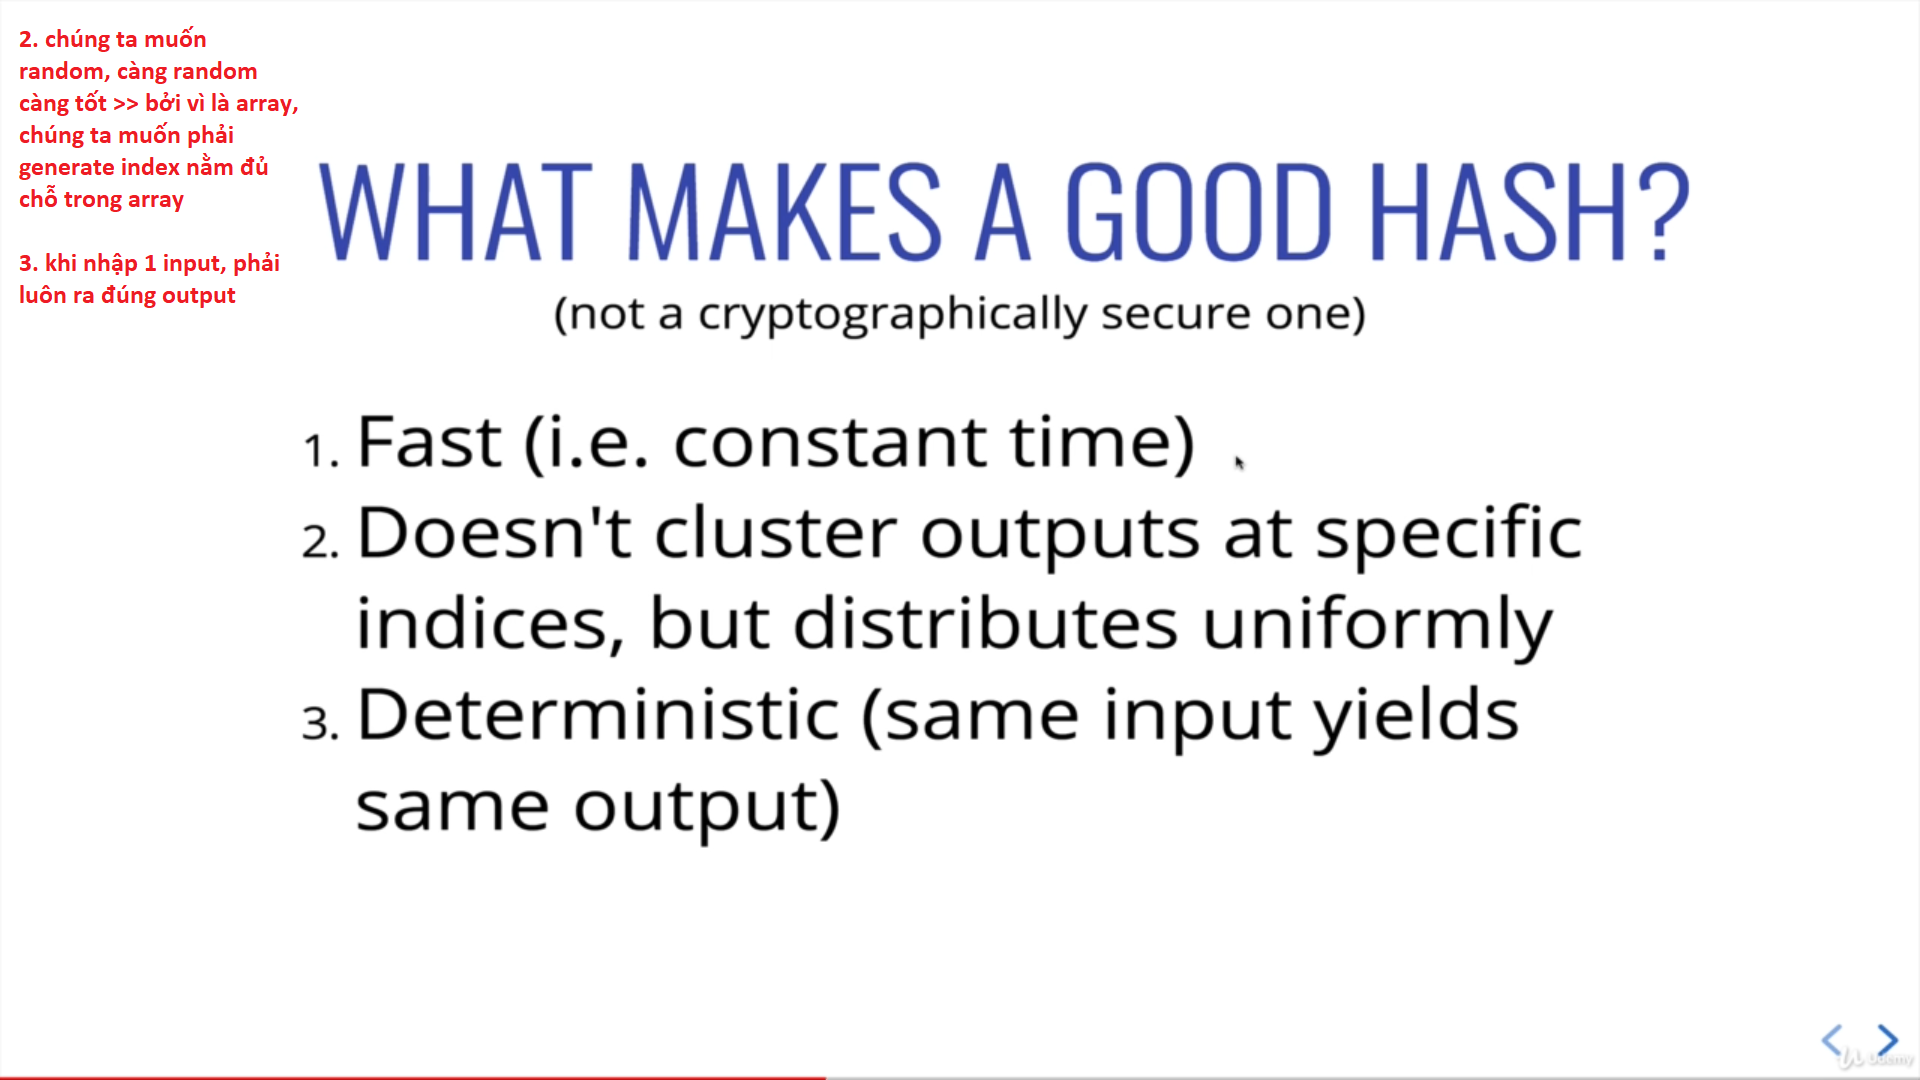 2. chúng ta muốn
random, càng random
càng tốt >> bởi vì là array,
chúng ta muốn phải
generate index nằm đủ
chỗ trong array
3. khi nhập 1 input, phải
luôn ra đúng output
WHAT MAKES A GOOD HASH?
(not a cryptographically secure one)
1. Fast (i.e. constant time)
2. Doesn't cluster outputs at specific
indices, but distributes uniformly
3. Deterministic (same input yields
same output)
Udemy